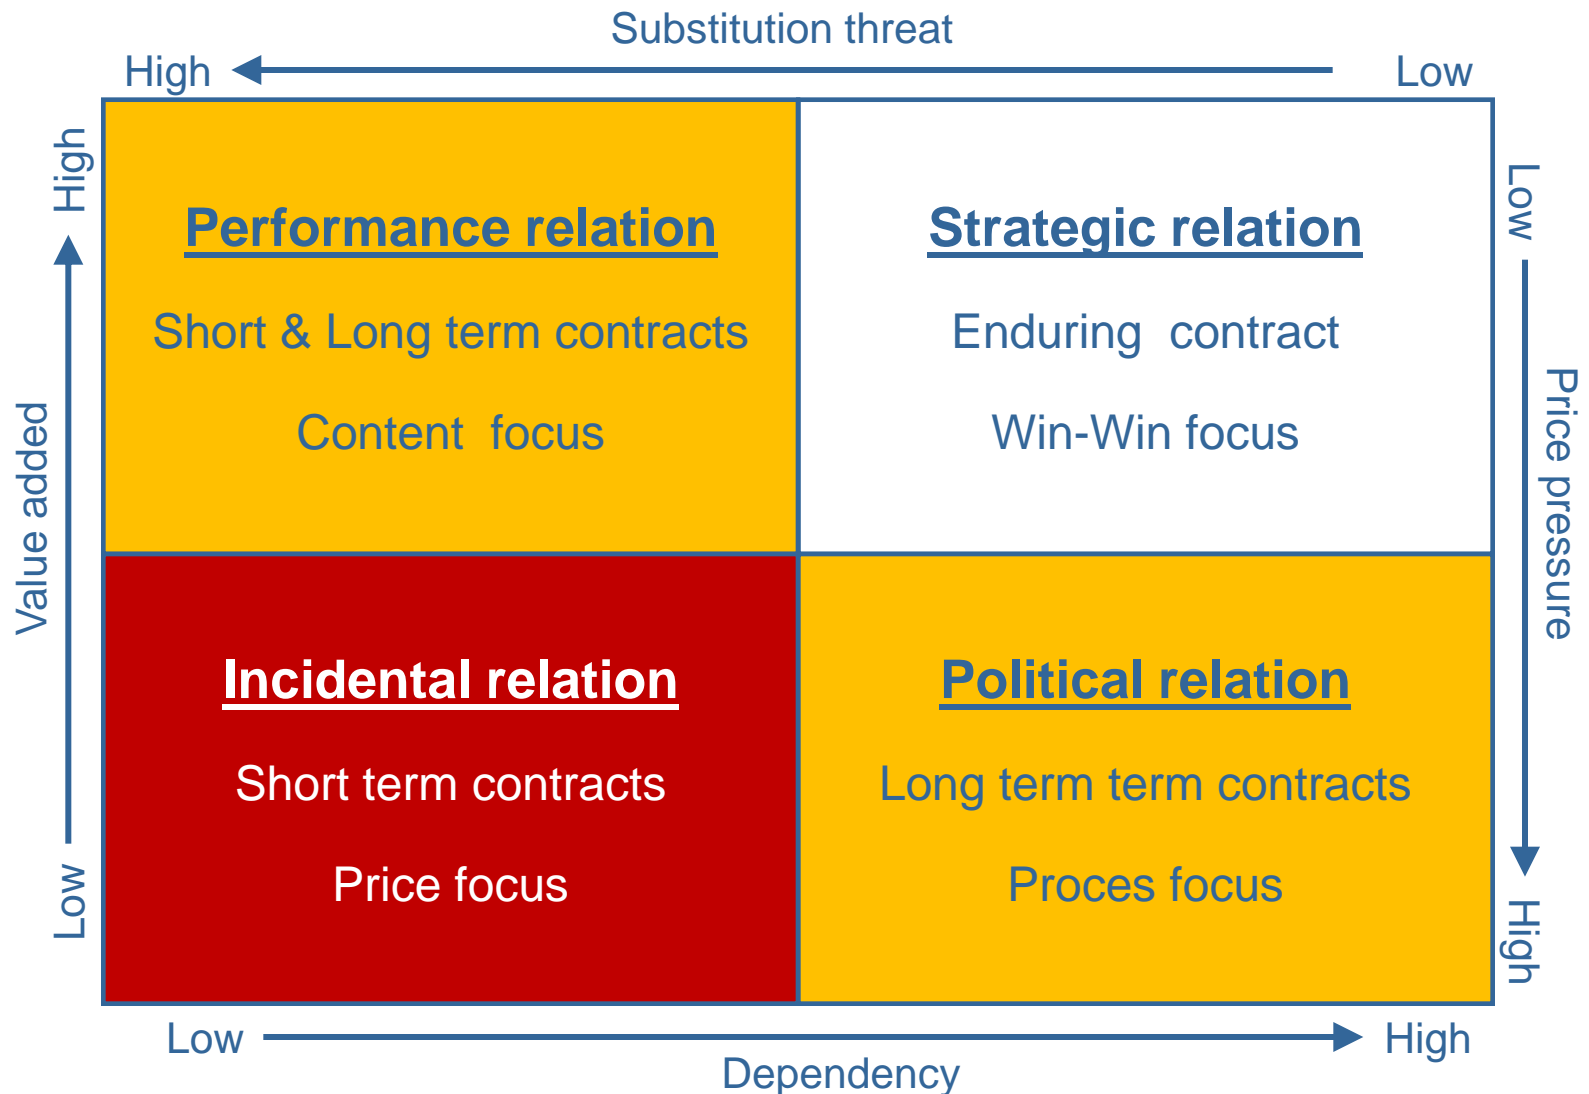 Substitution threat
High
Low
High
Value added
Low
Performance relation
Short & Long term contracts
Content focus
Strategic relation
Enduring contract
Win-Win focus
Low
Price pressure
High
Incidental relation
Short term contracts
Price focus
Political relation
Long term term contracts
Proces focus
Low
High
Dependency